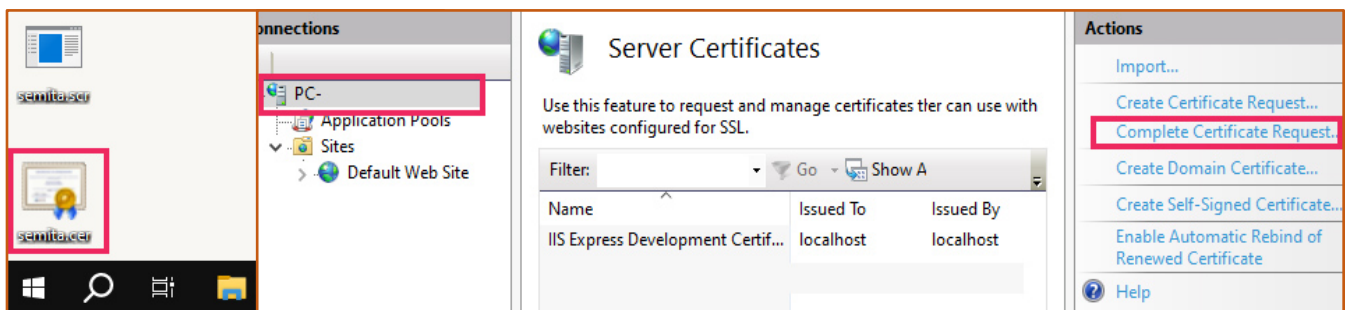 semita.scr
semita.cer
onnections
PC-
Application Pools
Sites
Default Web Site
Server Certificates
Use this feature to request and manage certificates tler can use with
websites configured for SSL.
Filter:
Go
Show A
Name
Issued To
Issued By
IIS Express Development Certif...
localhost
localhost
Actions
Import...
Create Certificate Request...
Complete Certificate Request..
Create Domain Certificate...
Create Self-Signed Certificate...
Enable Automatic Rebind of
Renewed Certificate
Help